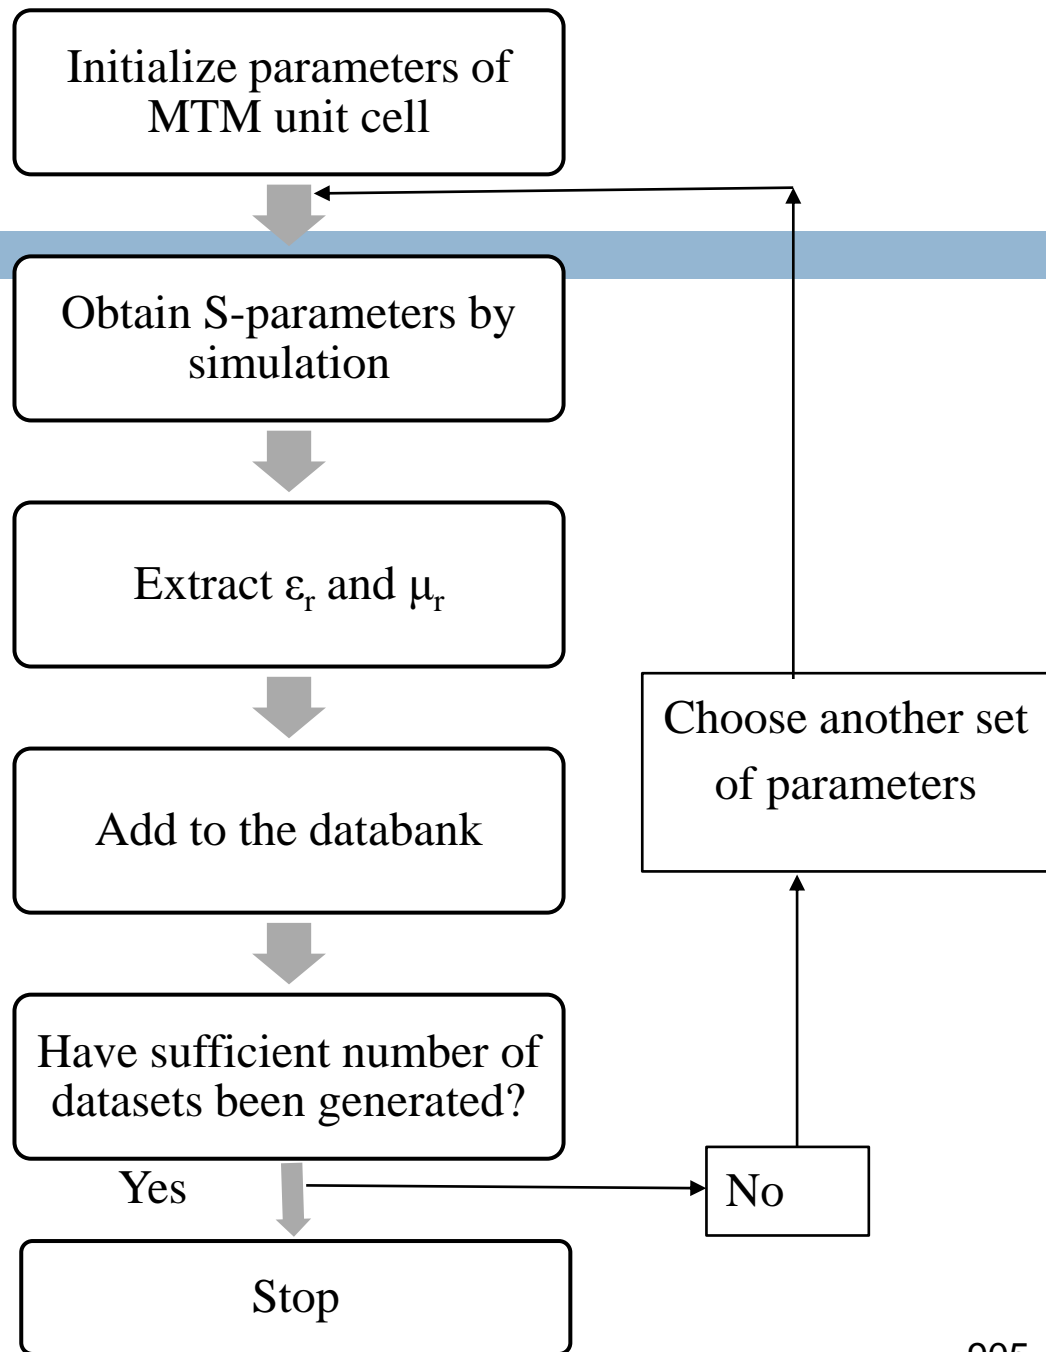 Initialize parameters of
MTM unit cell
Obtain S-parameters by
simulation
Extract εᵣ and μᵣ
Add to the databank
Choose another set
of parameters
Have sufficient number of
datasets been generated?
Yes
No
Stop